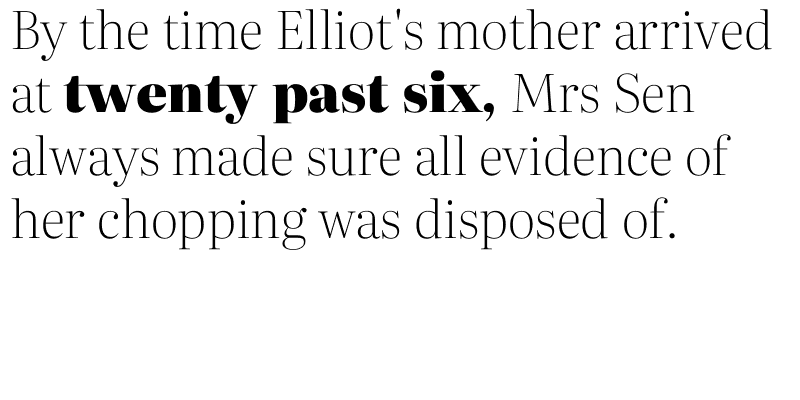 By the time Elliot's mother arrived
at twenty past six, Mrs Sen
always made sure all evidence of
her chopping was disposed of.